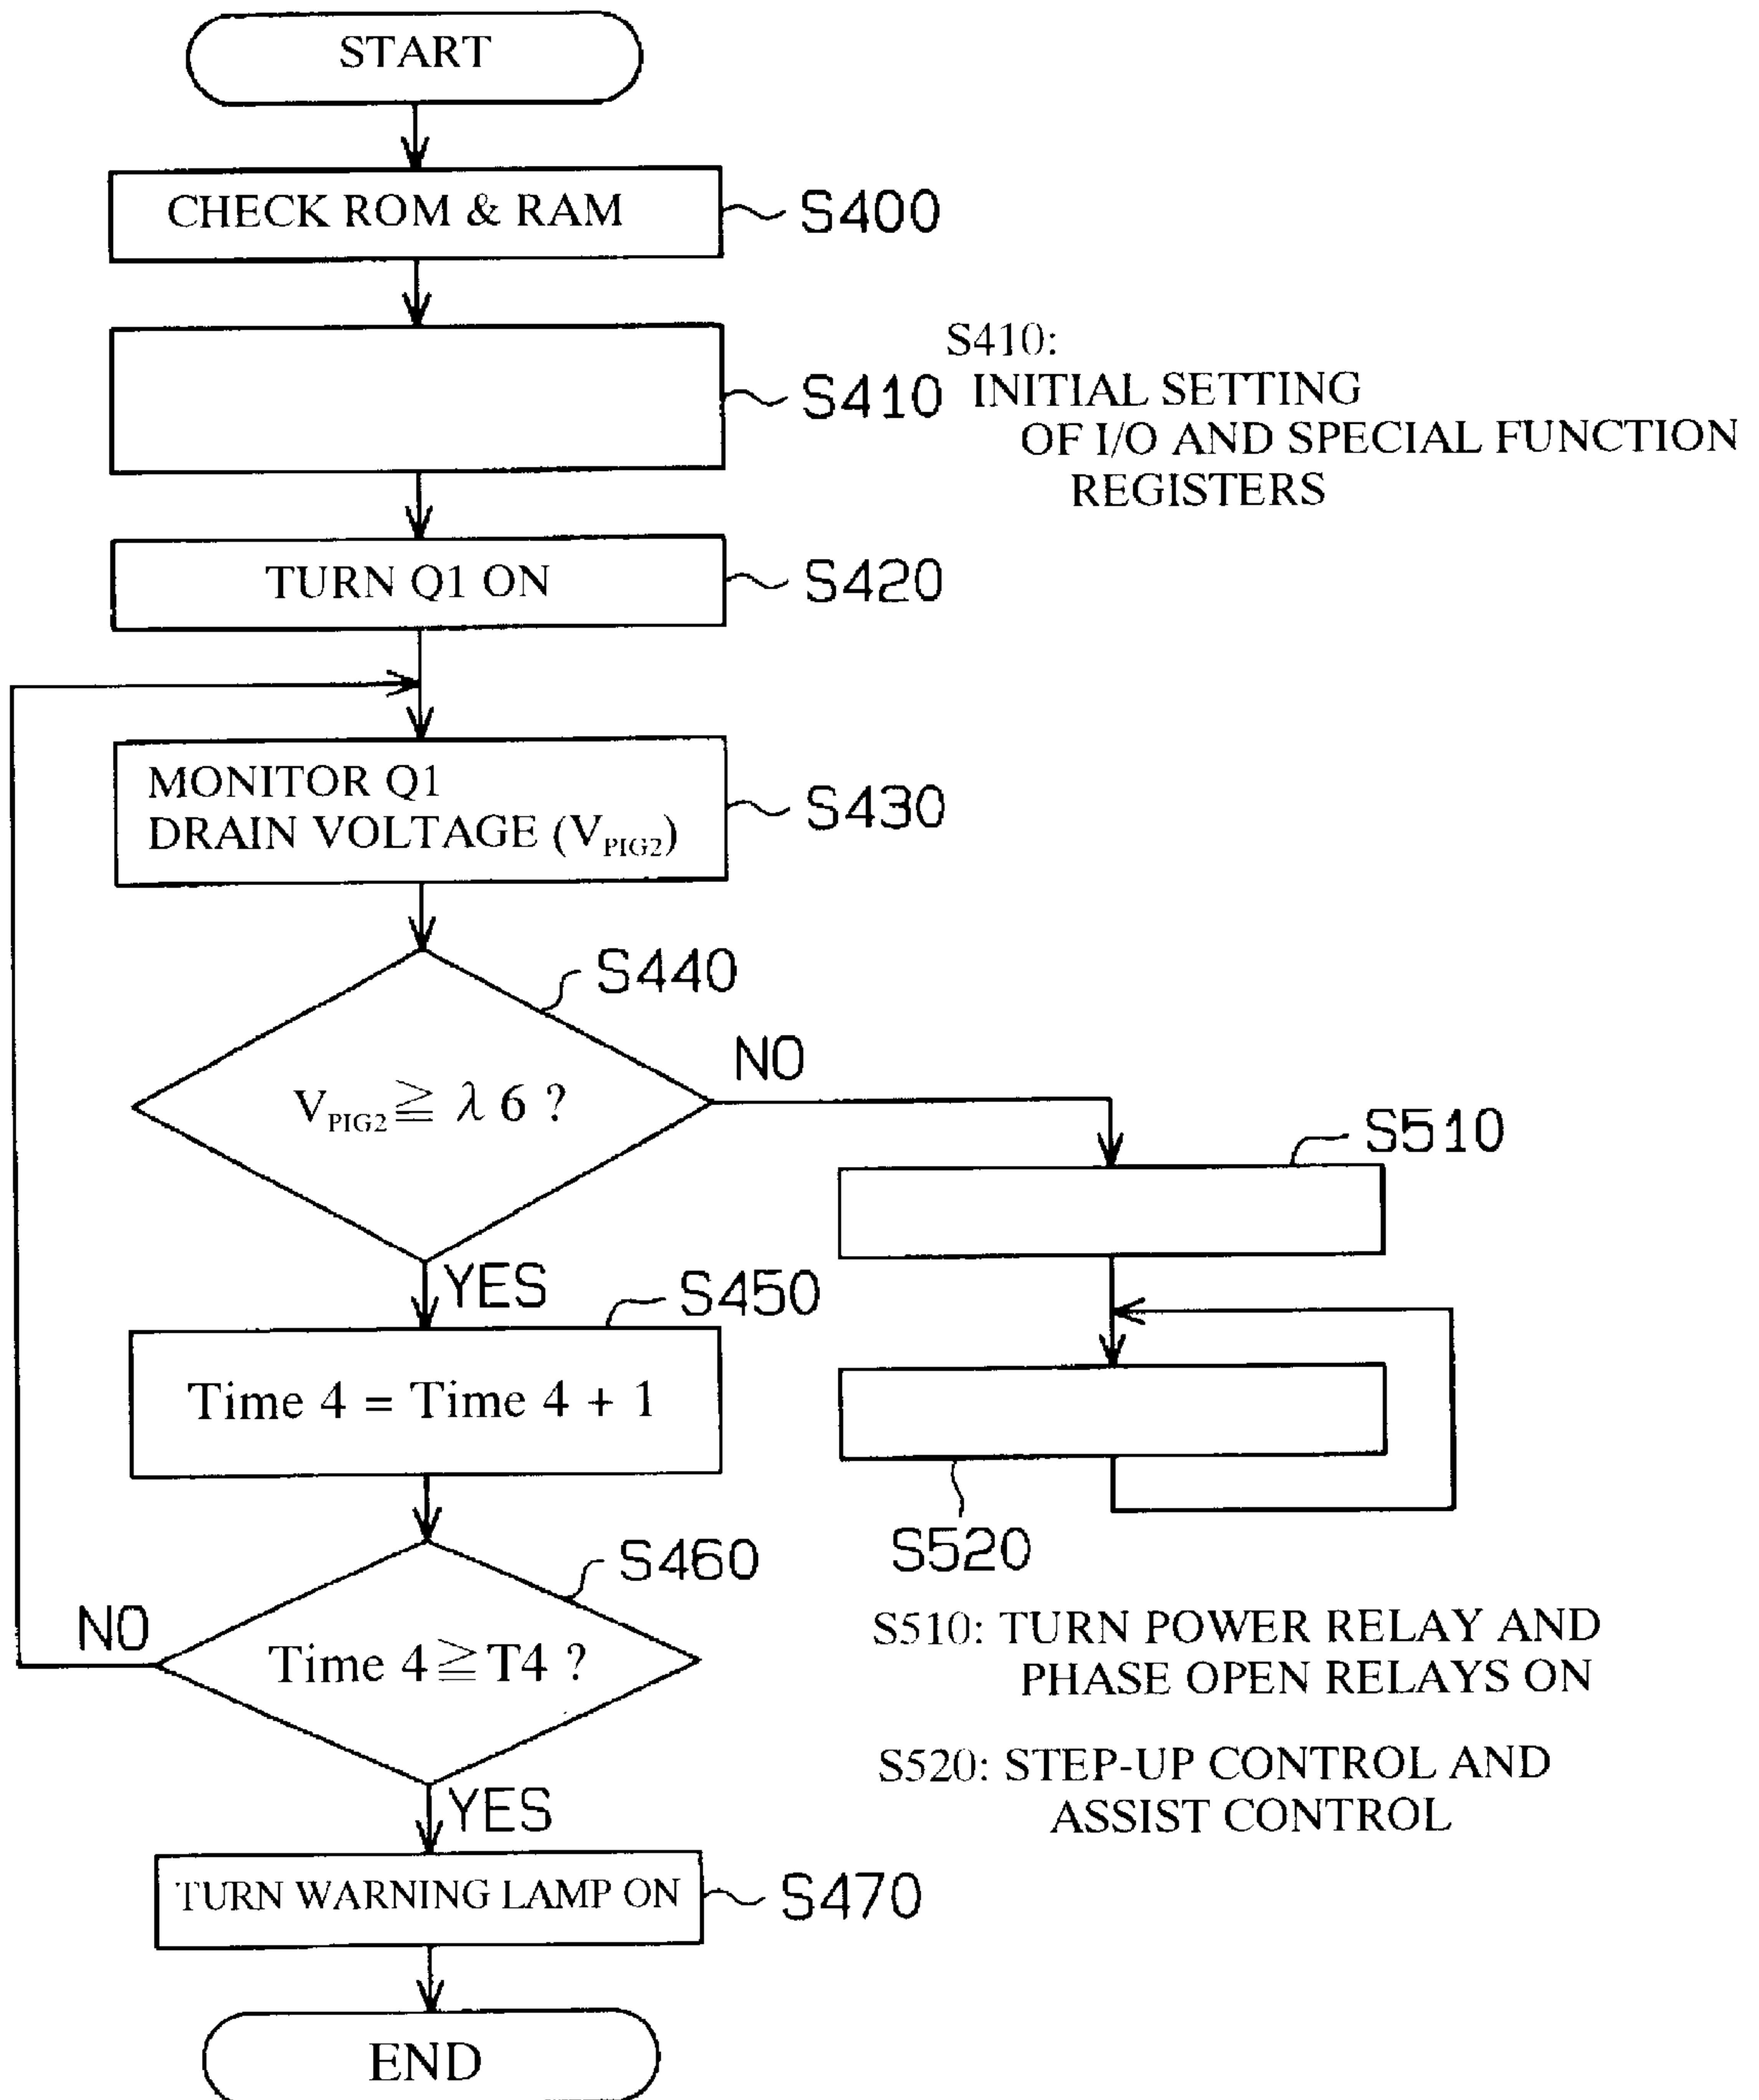 START
CHECK ROM & RAM
S400
S410
S410:
INITIAL SETTING
OF I/O AND SPECIAL FUNCTION
REGISTERS
TURN Q1 ON
S420
MONITOR Q1
DRAIN VOLTAGE (V_PIG2)
S430
S440
V_PIG2 ≧ λ 6 ?
NO
YES
S510
S450
Time 4 = Time 4 + 1
S520
S460
NO
Time 4 ≧ T4 ?
YES
S510: TURN POWER RELAY AND
PHASE OPEN RELAYS ON
S520: STEP-UP CONTROL AND
ASSIST CONTROL
TURN WARNING LAMP ON
S470
END